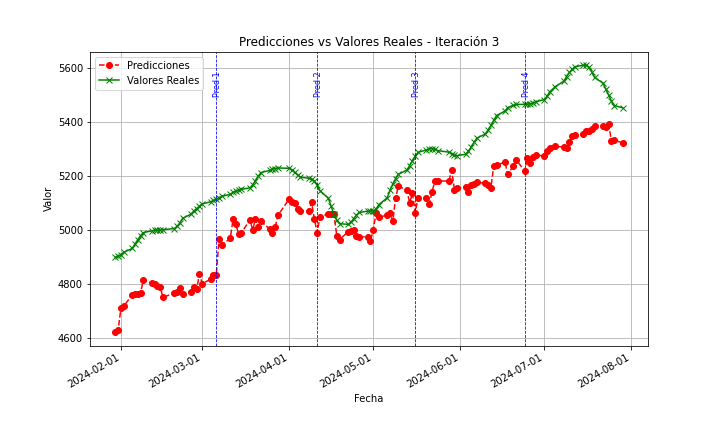 Predicciones vs Valores Reales - Iteración 3
Predicciones
Valores Reales
Pred 1
Pred 2
Pred 3
Pred 4
Valor
5600
5400
5200
5000
4800
4600
2024-02-01
2024-03-01
2024-04-01
2024-05-01
2024-06-01
2024-07-01
2024-08-01
Fecha